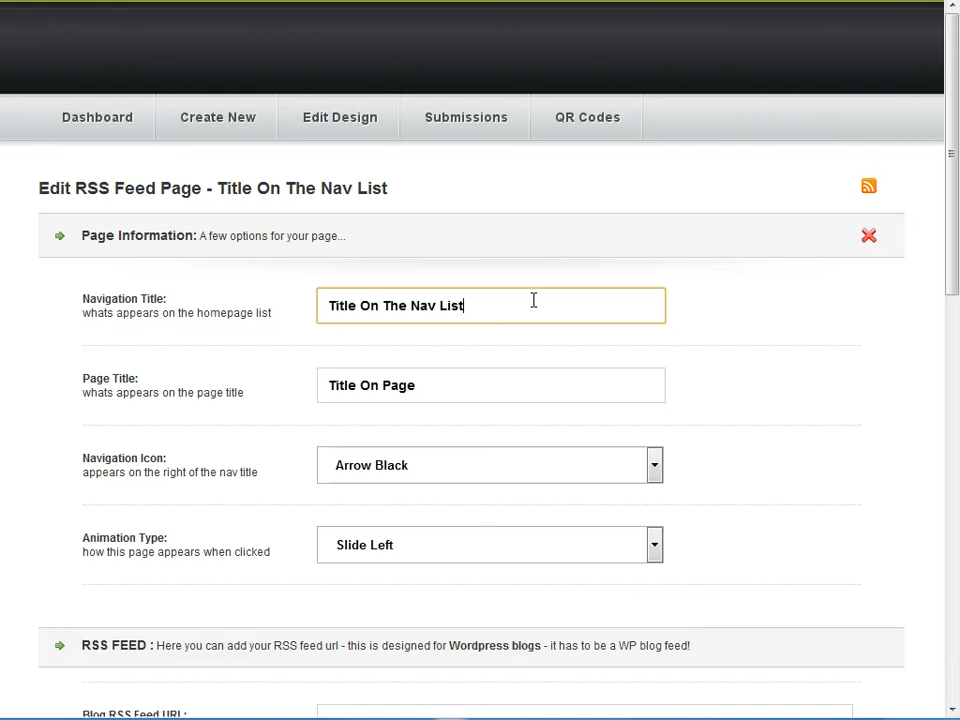 Dashboard
Create New
Edit Design
Submissions
QR Codes
Edit RSS Feed Page - Title On The Nav List
Page Information: A few options for your page...
Navigation Title:
whats appears on the homepage list
Title On The Nav List
Page Title:
whats appears on the page title
Title On Page
Navigation Icon:
appears on the right of the nav title
Arrow Black
Animation Type:
how this page appears when clicked
Slide Left
RSS FEED : Here you can add your RSS feed url - this is designed for Wordpress blogs - it has to be a WP blog feed!
Blog RSS Feed URL: